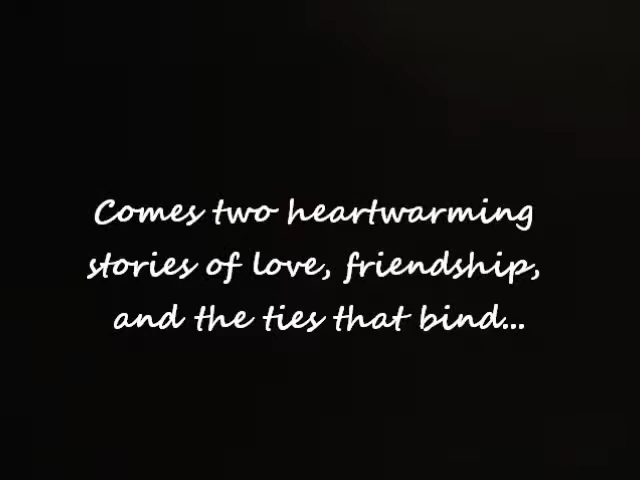 Comes two heartwarming
stories of love, friendship,
and the ties that bind...